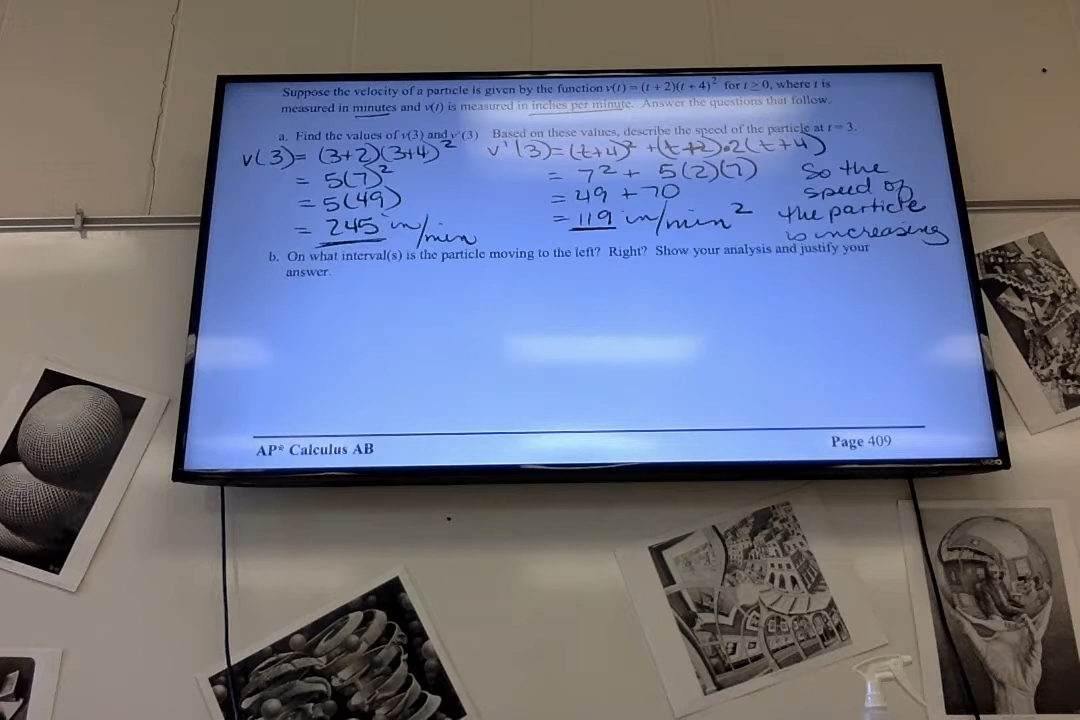 Suppose the velocity of a particle is given by the function v(t) = (t + 2)(t + 4)² for t ≥ 0, where t is
measured in minutes and v(t) is measured in inches per minute. Answer the questions that follow.
a. Find the values of v(3) and v'(3) Based on these values, describe the speed of the particle at t = 3.
v(3) = (3+2)(3+4)²
= 5(7)²
= 5(49)
= 245 in/min
v'(3) = (t+4)² + (t+2)•2(t+4)
= 7² + 5(2)(7)
= 49 + 70
= 119 in/min²
So the
speed of
the particle
is increasing
b. On what interval(s) is the particle moving to the left? Right? Show your analysis and justify your
answer.
AP* Calculus AB
Page 409
VIZIO